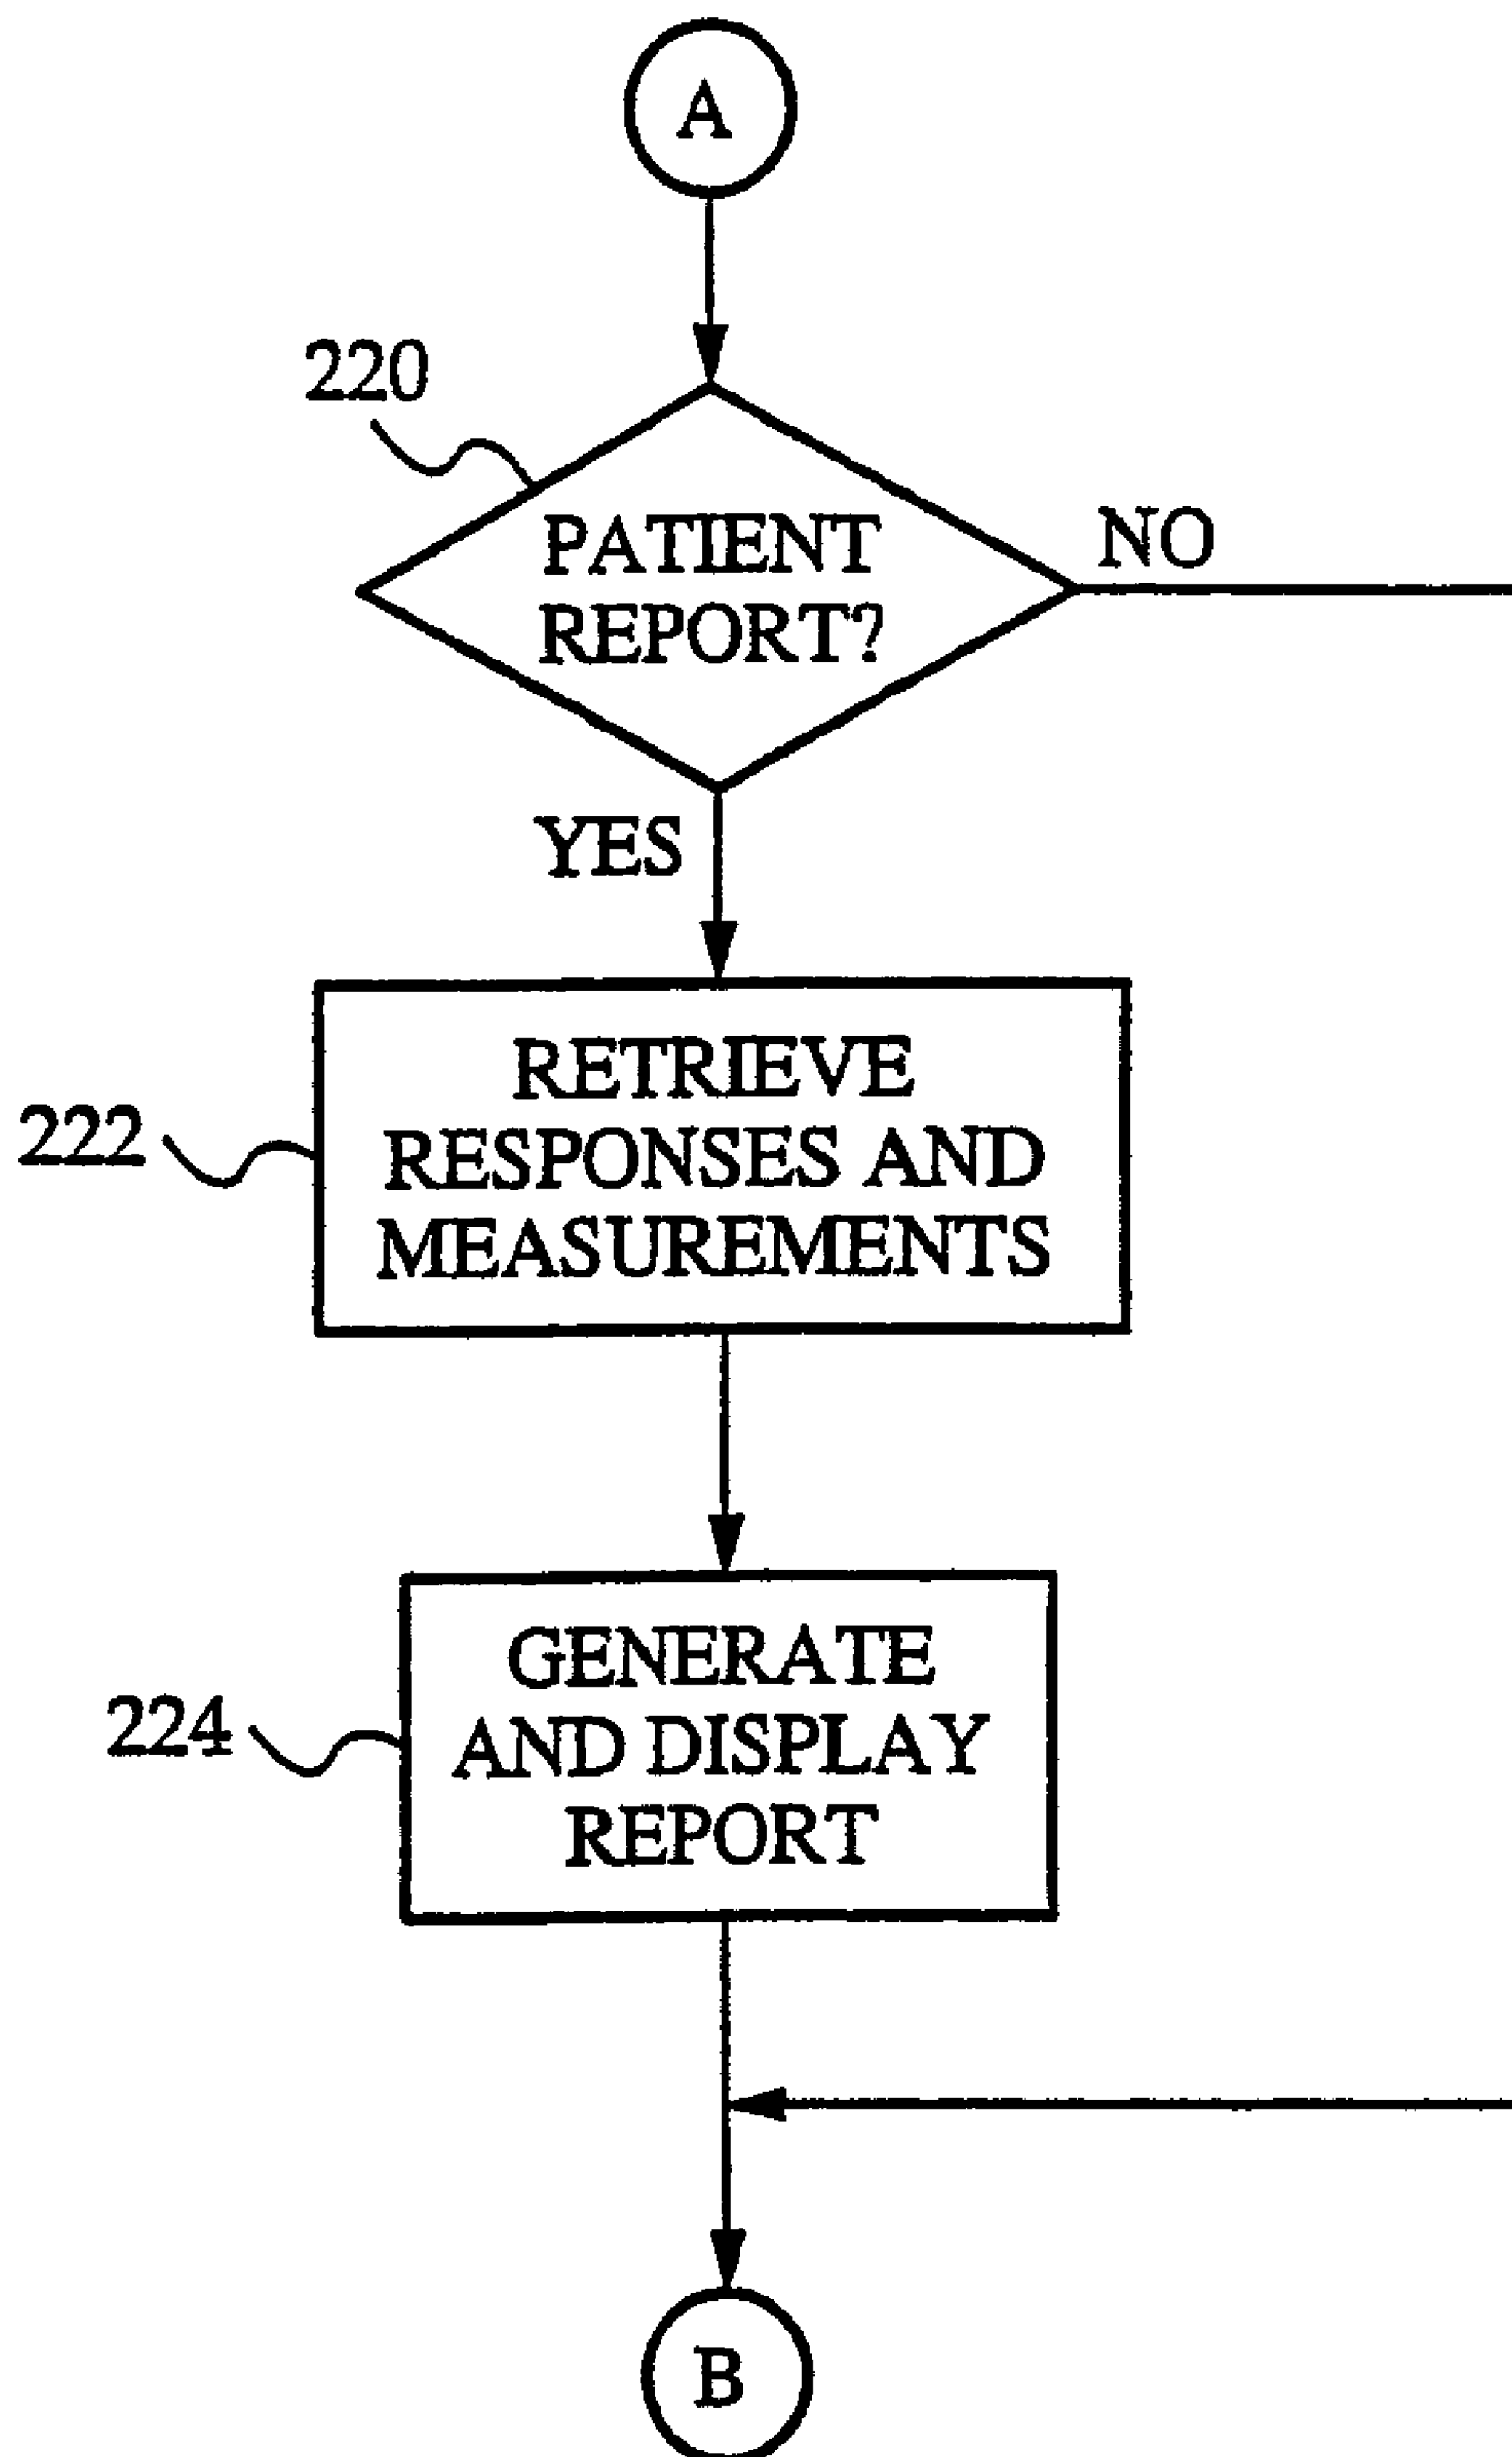 A
220
PATIENT
REPORT?
NO
YES
RETRIEVE
RESPONSES AND
MEASUREMENTS
222
GENERATE
AND DISPLAY
REPORT
224
B